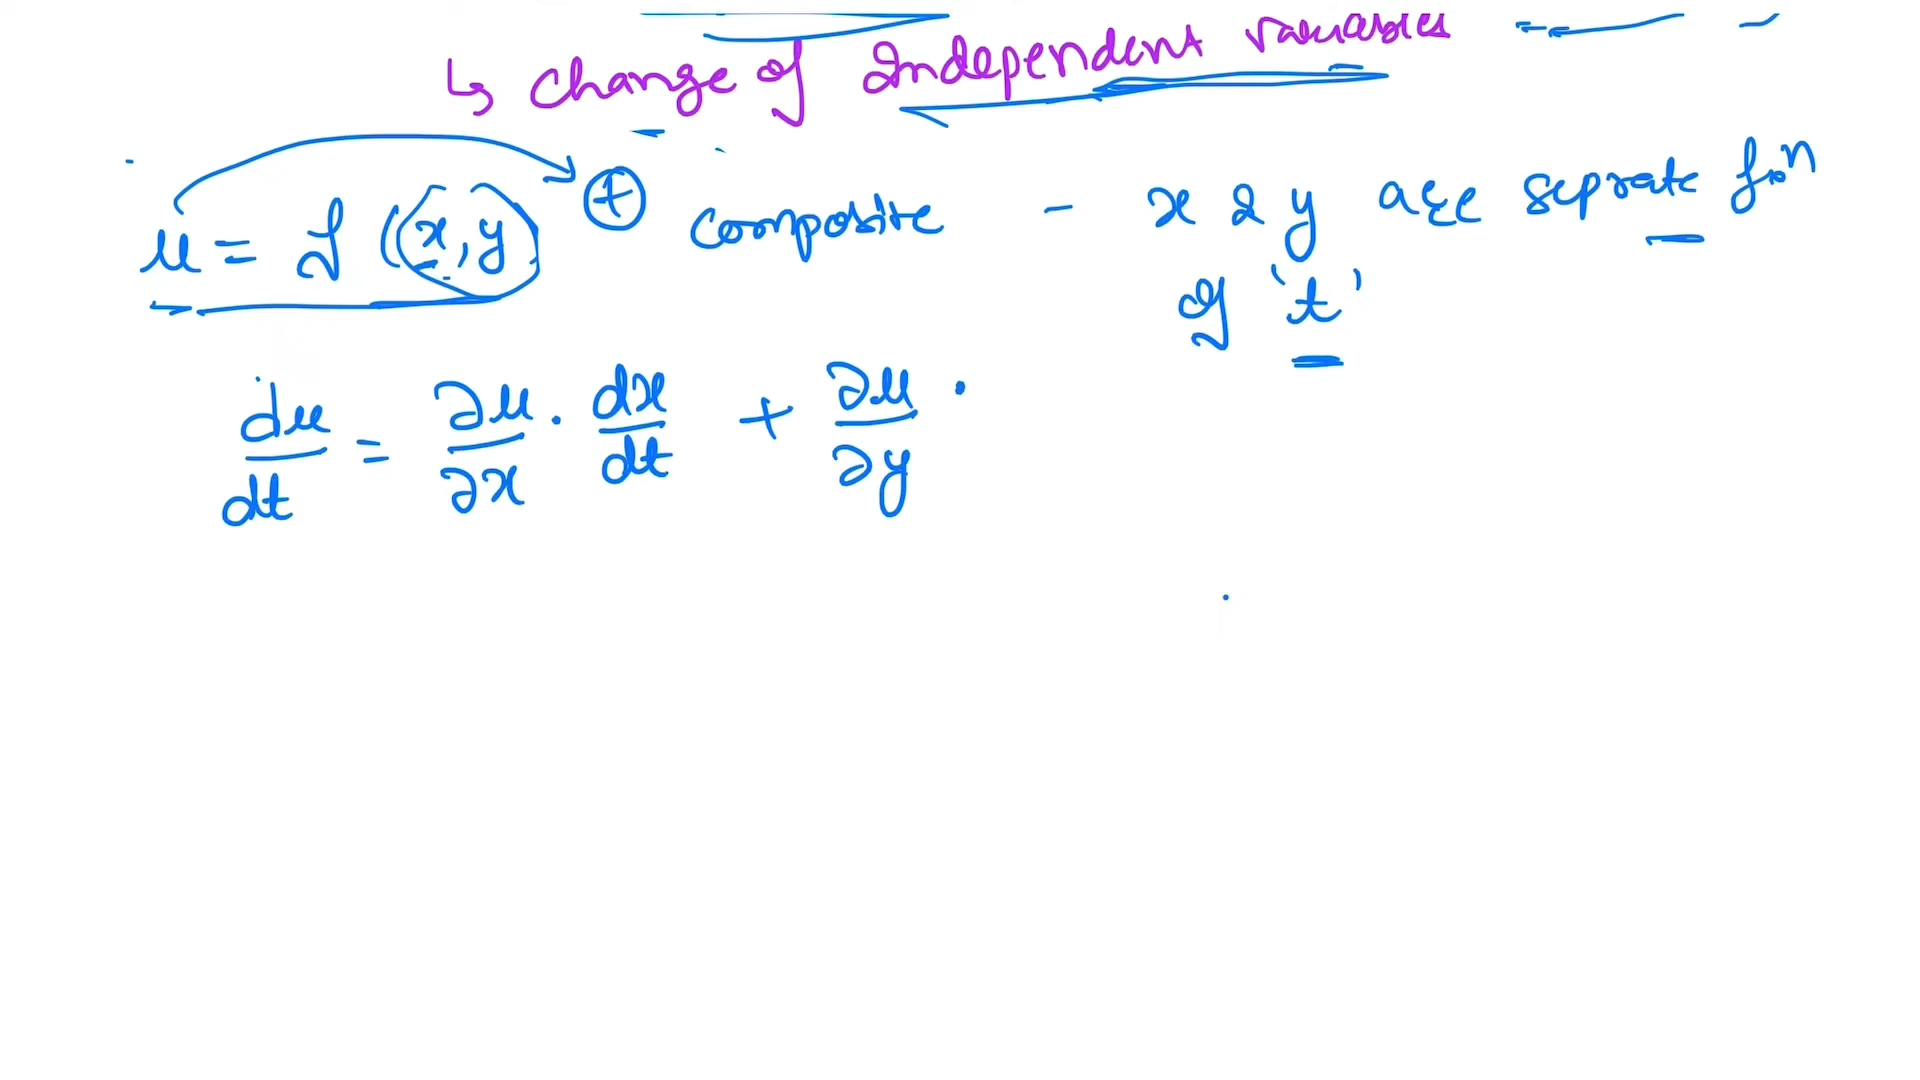 ↳ change of Independent variables
u = f (x, y) ⊕ composite - x & y are seprate fn
of 't'
du/dt = ∂u/∂x . dx/dt + ∂u/∂y .